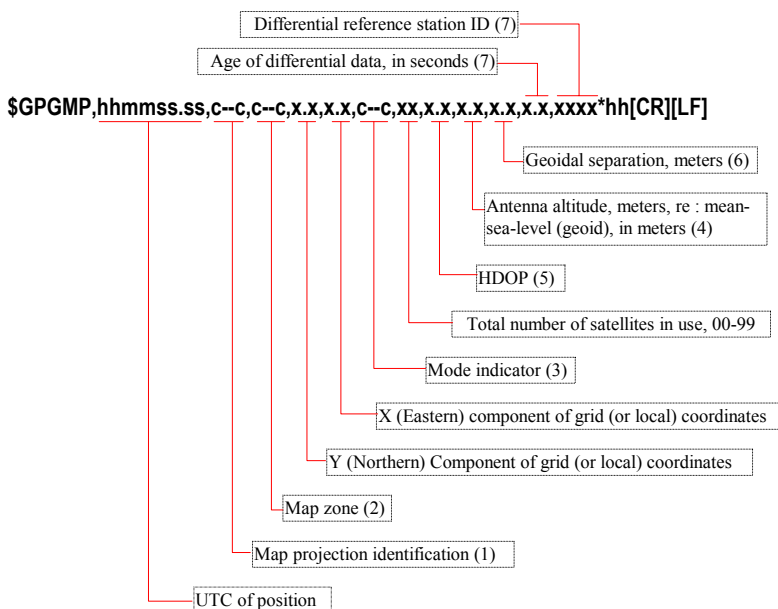 Differential reference station ID (7)
Age of differential data, in seconds (7)
$GPGMP,hhmmss.ss,c--c,c--c,x.x,x.x,c--c,xx,x.x,x.x,x.x,x.x,xxxx*hh[CR][LF]
Geoidal separation, meters (6)
Antenna altitude, meters, re : mean-
sea-level (geoid), in meters (4)
HDOP (5)
Total number of satellites in use, 00-99
Mode indicator (3)
X (Eastern) component of grid (or local) coordinates
Y (Northern) Component of grid (or local) coordinates
Map zone (2)
Map projection identification (1)
UTC of position